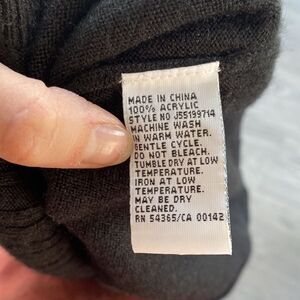 MADE IN CHINA
100% ACRYLIC
STYLE NO J55199714
MACHINE WASH
IN WARM WATER.
GENTLE CYCLE.
DO NOT BLEACH.
TUMBLE DRY AT LOW
TEMPERATURE.
IRON AT LOW
TEMPERATURE.
MAY BE DRY
CLEANED.
RN 54365/CA 00142